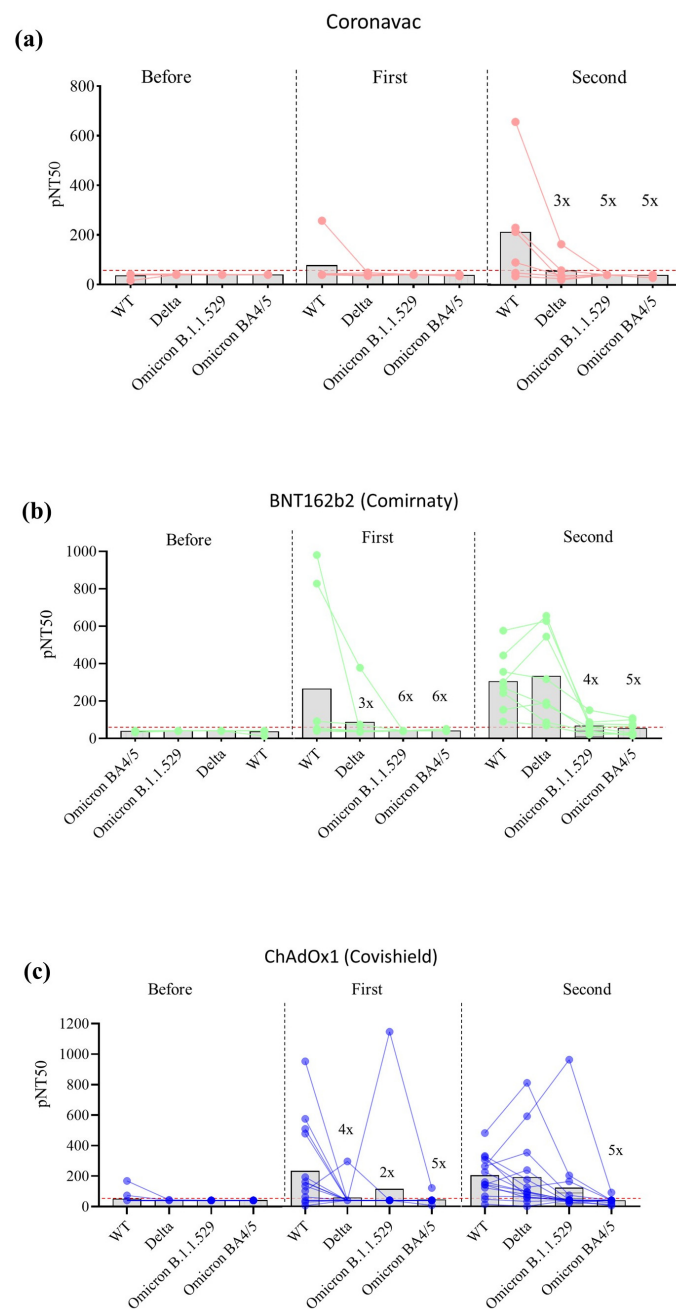 (a)
Coronavac
Before First Second
800
600
400
200
0
pNT50
3x 5x 5x
WT Delta Omicron B.1.1.529 Omicron BA4/5 WT Delta Omicron B.1.1.529 Omicron BA4/5 WT Delta Omicron B.1.1.529 Omicron BA4/5
(b)
BNT162b2 (Comirnaty)
Before First Second
1000
800
600
400
200
0
pNT50
3x 6x 6x 4x 5x
Omicron BA4/5 Omicron B.1.1.529 Delta WT WT Delta Omicron B.1.1.529 Omicron BA4/5 WT Delta Omicron B.1.1.529 Omicron BA4/5
(c)
ChAdOx1 (Covishield)
Before First Second
1200
1000
800
600
400
200
0
pNT50
4x 2x 5x 5x
WT Delta Omicron B.1.1.529 Omicron BA4/5 WT Delta Omicron B.1.1.529 Omicron BA4/5 WT Delta Omicron B.1.1.529 Omicron BA4/5